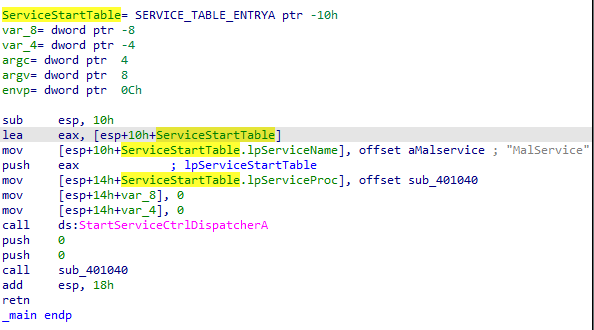 ServiceStartTable= SERVICE_TABLE_ENTRYA ptr -10h
var_8= dword ptr -8
var_4= dword ptr -4
argc= dword ptr  4
argv= dword ptr  8
envp= dword ptr  0Ch
sub     esp, 10h
lea     eax, [esp+10h+ServiceStartTable]
mov     [esp+10h+ServiceStartTable.lpServiceName], offset aMalservice ; "MalService"
push    eax             ; lpServiceStartTable
mov     [esp+14h+ServiceStartTable.lpServiceProc], offset sub_401040
mov     [esp+14h+var_8], 0
mov     [esp+14h+var_4], 0
call    ds:StartServiceCtrlDispatcherA
push    0
push    0
call    sub_401040
add     esp, 18h
retn
_main endp